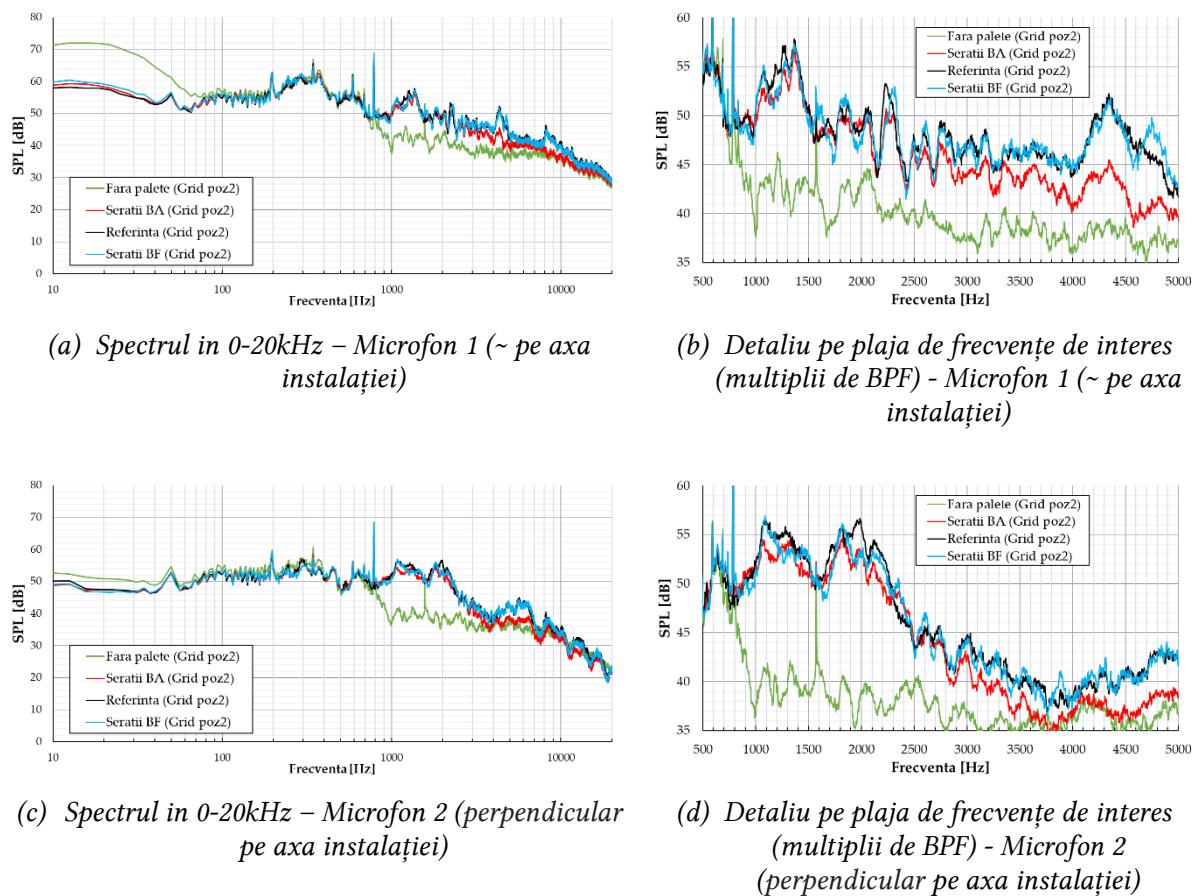 80
70
60
50
40
30
20
10
0
SPL [dB]
Fara palete (Grid poz2)
Seratii BA (Grid poz2)
Referinta (Grid poz2)
Seratii BF (Grid poz2)
10 100 1000 10000
Frecventa [Hz]
(a) Spectrul in 0-20kHz – Microfon 1 (~ pe axa
instalației)
60
55
50
45
40
35
SPL [dB]
Fara palete (Grid poz2)
Seratii BA (Grid poz2)
Referinta (Grid poz2)
Seratii BF (Grid poz2)
500 1000 1500 2000 2500 3000 3500 4000 4500 5000
Frecventa [Hz]
(b) Detaliu pe plaja de frecvențe de interes
(multiplii de BPF) - Microfon 1 (~ pe axa
instalației)
80
70
60
50
40
30
20
10
0
SPL [dB]
Fara palete (Grid poz2)
Seratii BA (Grid poz2)
Referinta (Grid poz2)
Seratii BF (Grid poz2)
10 100 1000 10000
Frecventa [Hz]
(c) Spectrul in 0-20kHz – Microfon 2 (perpendicular
pe axa instalației)
60
55
50
45
40
35
SPL [dB]
Fara palete (Grid poz2)
Seratii BA (Grid poz2)
Referinta (Grid poz2)
Seratii BF (Grid poz2)
500 1000 1500 2000 2500 3000 3500 4000 4500 5000
Frecventa [Hz]
(d) Detaliu pe plaja de frecvențe de interes
(multiplii de BPF) - Microfon 2
(perpendicular pe axa instalației)